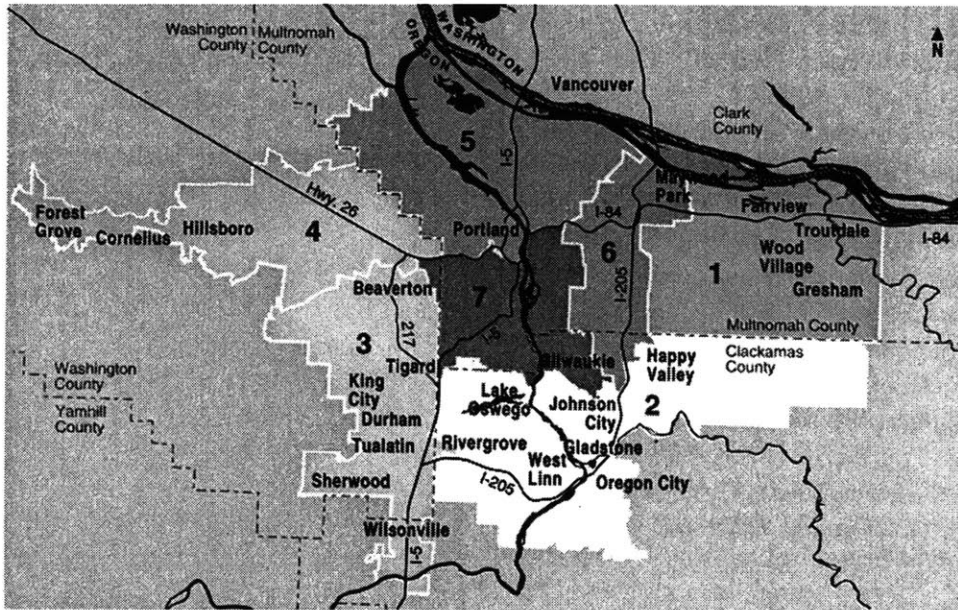 Washington
County
Multnomah
County
WASHINGTON
OREGON
N
Vancouver
Clark
County
5
I-5
Maywood
Park
Hwy. 26
I-84
Fairview
Troutdale
I-84
Forest
Grove
Cornelius
Hillsboro
4
Portland
6
I-205
1
Wood
Village
Gresham
Beaverton
7
217
I-5
3
Multnomah County
Clackamas
County
Milwaukie
Happy
Valley
Tigard
Washington
County
Yamhill
County
King
City
Durham
Tualatin
Lake
Oswego
Johnson
City
2
Rivergrove
Gladstone
West
Linn
I-205
Oregon City
Sherwood
Wilsonville
I-5